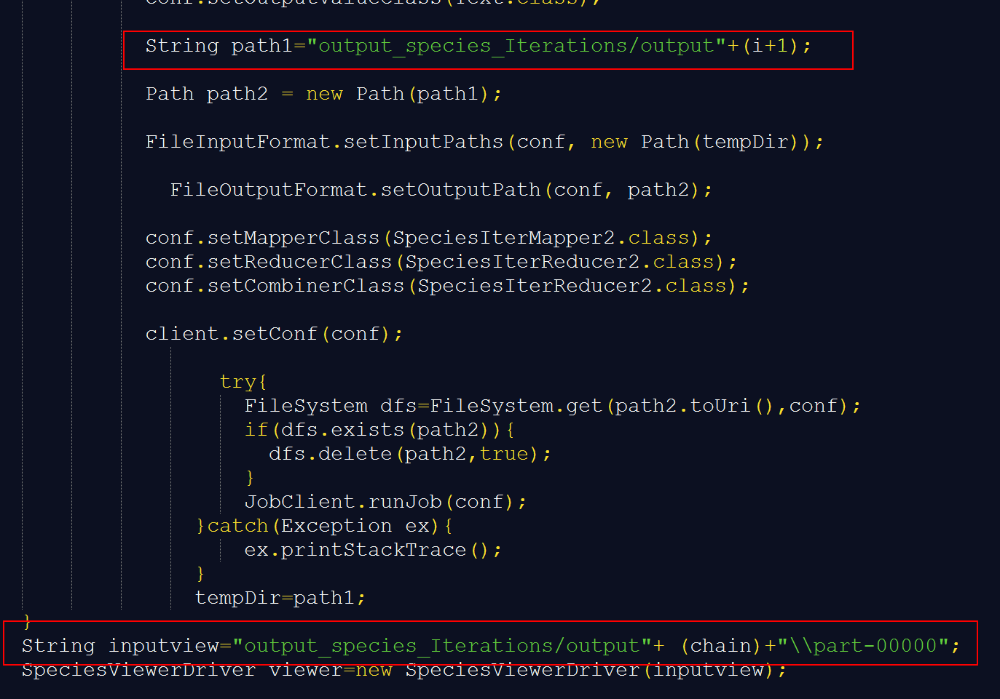 conf.setOutputValueClass(Text.class);
String path1="output_species_Iterations/output"+(i+1);
Path path2 = new Path(path1);
FileInputFormat.setInputPaths(conf, new Path(tempDir));
FileOutputFormat.setOutputPath(conf, path2);
conf.setMapperClass(SpeciesIterMapper2.class);
conf.setReducerClass(SpeciesIterReducer2.class);
conf.setCombinerClass(SpeciesIterReducer2.class);
client.setConf(conf);
try{
FileSystem dfs=FileSystem.get(path2.toUri(),conf);
if(dfs.exists(path2)){
dfs.delete(path2,true);
}
JobClient.runJob(conf);
}catch(Exception ex){
ex.printStackTrace();
}
tempDir=path1;
}
String inputview="output_species_Iterations/output"+ (chain)+"\\part-00000";
SpeciesViewerDriver viewer=new SpeciesViewerDriver(inputview);